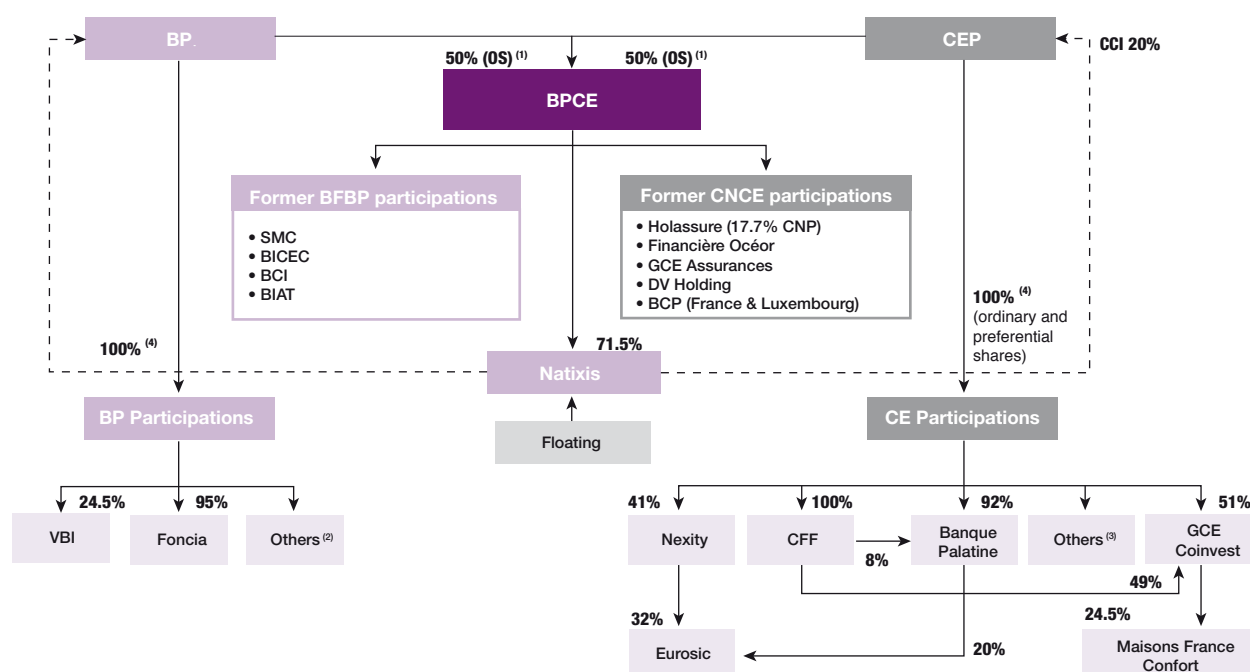 BP.
CEP
CCI 20%
50% (OS) (1)
50% (OS) (1)
BPCE
Former BFBP participations
• SMC
• BICEC
• BCI
• BIAT
Former CNCE participations
• Holassure (17.7% CNP)
• Financière Océor
• GCE Assurances
• DV Holding
• BCP (France & Luxembourg)
100% (4)
(ordinary and
preferential
shares)
100% (4)
71.5%
Natixis
BP Participations
Floating
CE Participations
24.5%
95%
VBI
Foncia
Others (2)
41%
100%
92%
51%
Nexity
CFF
8%
Banque
Palatine
Others (3)
GCE
Coinvest
49%
32%
20%
24.5%
Eurosic
Maisons France
Confort